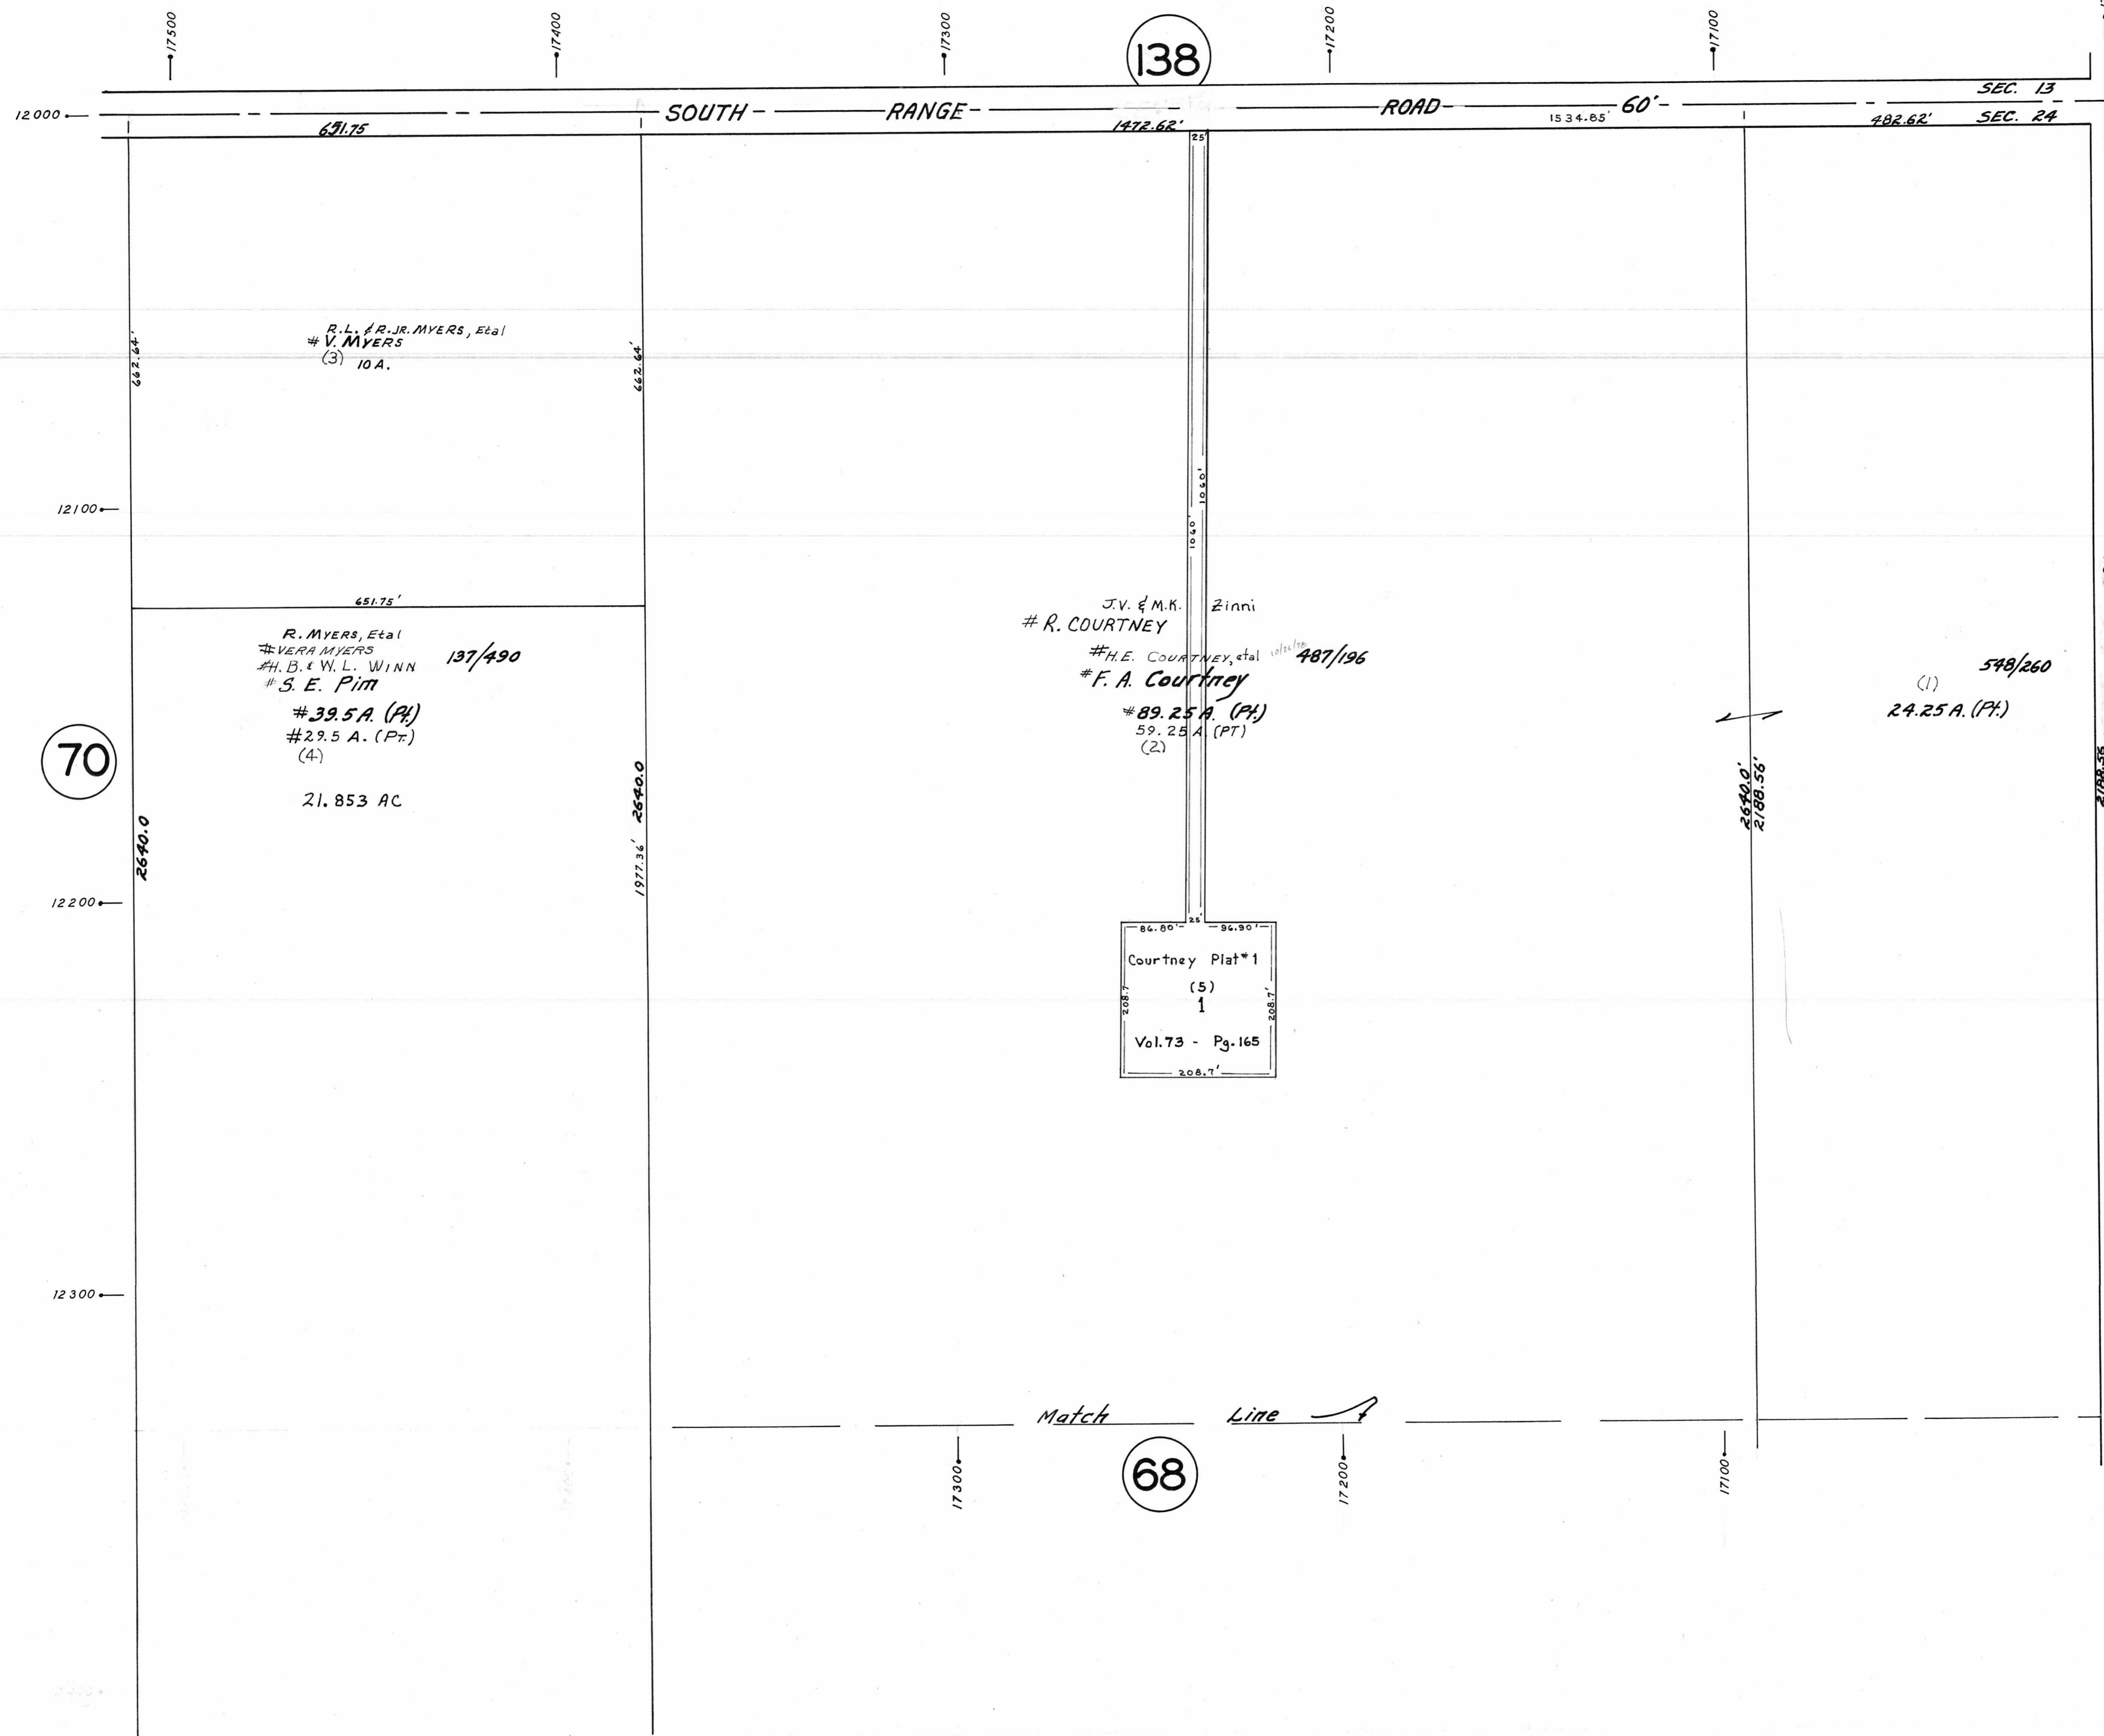 17500
17400
17300
138
17200
17100
SEC. 13
12000
SOUTH RANGE ROAD 60'
651.75
1472.62'
1534.85'
482.62'
SEC. 24
25'
662.64'
662.64'
R.L. & R.JR. MYERS, Etal
# V. MYERS
(3) 10 A.
1060'
1060'
12100
651.75'
R. MYERS, Etal
#VERA MYERS
#H. B. & W. L. WINN
137/490
# S. E. Pim
#39.5 A. (Pt.)
#29.5 A. (PT.)
(4)
21.853 AC
70
2640.0
2640.0
1977.36'
J.V. & M.K. Zinni
# R. COURTNEY
#H.E. COURTNEY, etal
487/196
#F. A. Courtney
#89.25 A. (Pt.)
59.25 A (PT)
(2)
548/260
(1)
24.25 A. (Pt.)
2640.0'
2188.56'
2188.56
12200
25'
86.80'
96.90'
Courtney Plat #1
(5)
1
208.7
208.7'
Vol.73 - Pg.165
208.7'
12300
Match Line
68
17300
17200
17100